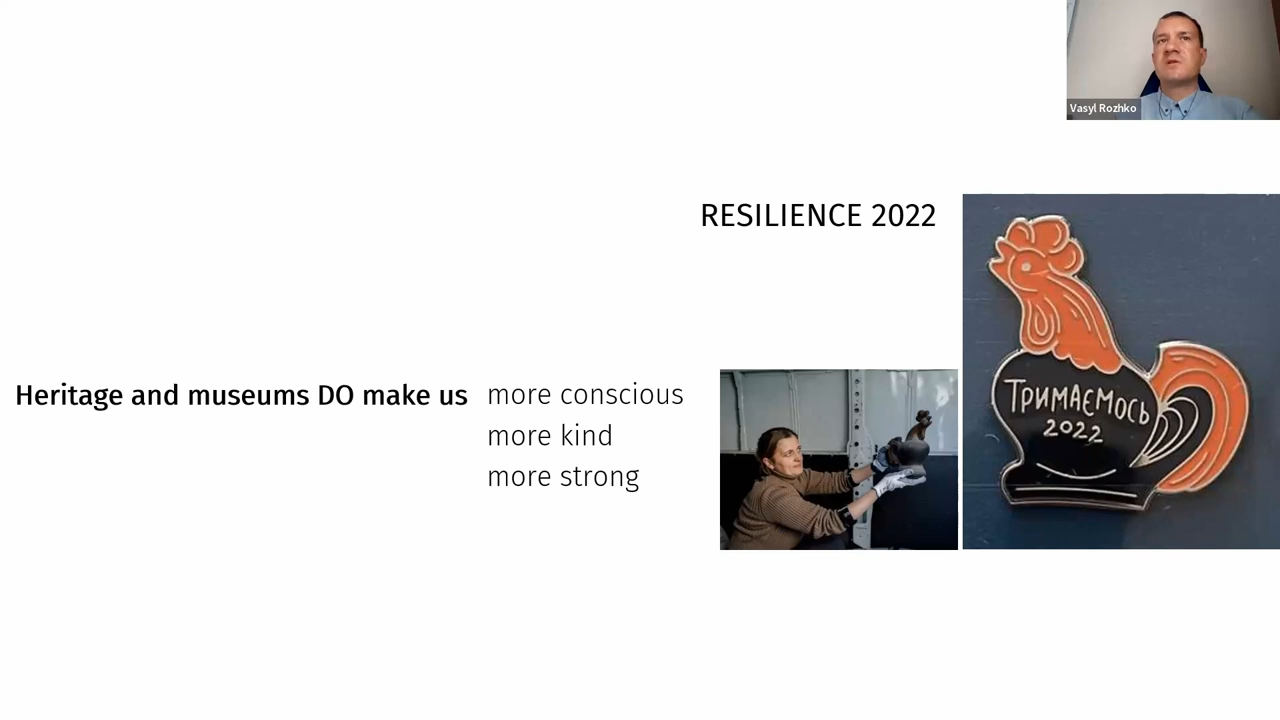 Vasyl Rozhko
RESILIENCE 2022
Heritage and museums DO make us more conscious
more kind
more strong
Тримаємось
2022